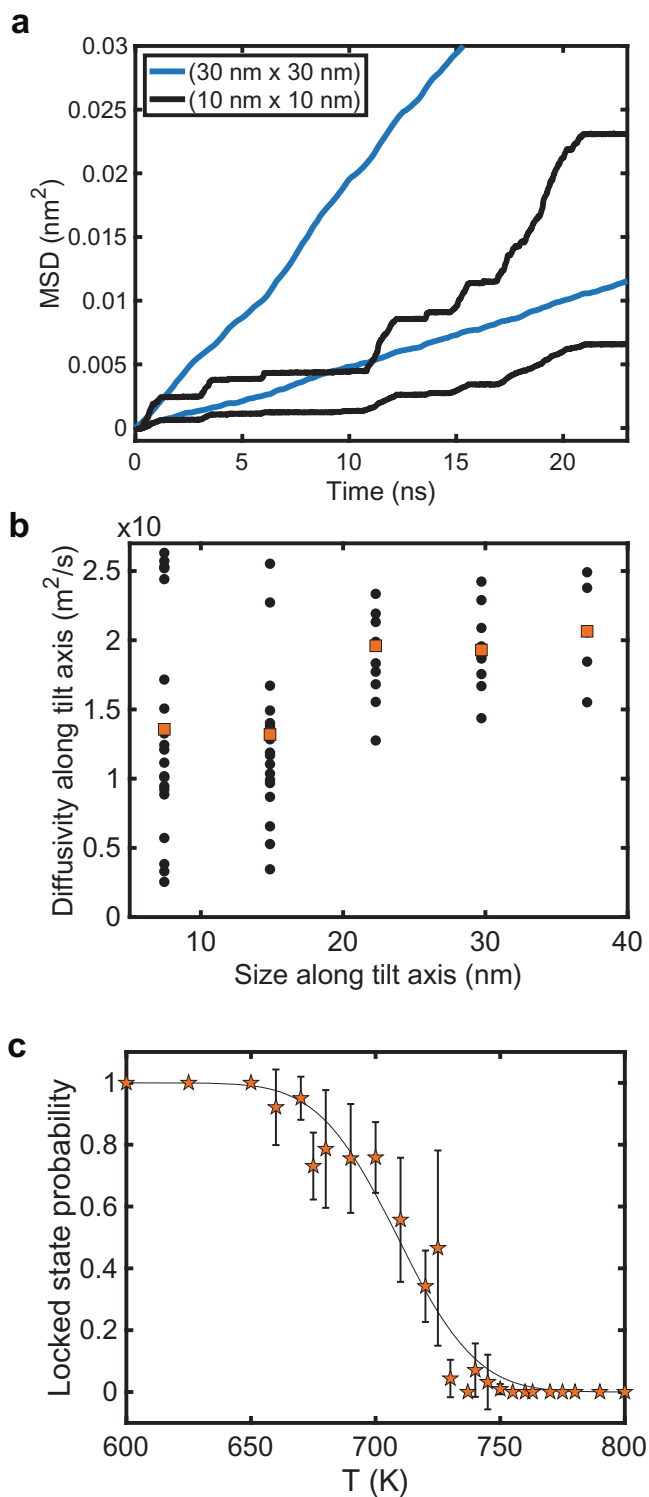 a
0.03
0.025
0.02
0.015
0.01
0.005
0
MSD (nm²)
(30 nm x 30 nm)
(10 nm x 10 nm)
0 5 10 15 20
Time (ns)
b
x10
2.5
2
1.5
1
0.5
0
Diffusivity along tilt axis (m²/s)
10 20 30 40
Size along tilt axis (nm)
c
1
0.8
0.6
0.4
0.2
0
Locked state probability
600 650 700 750 800
T (K)